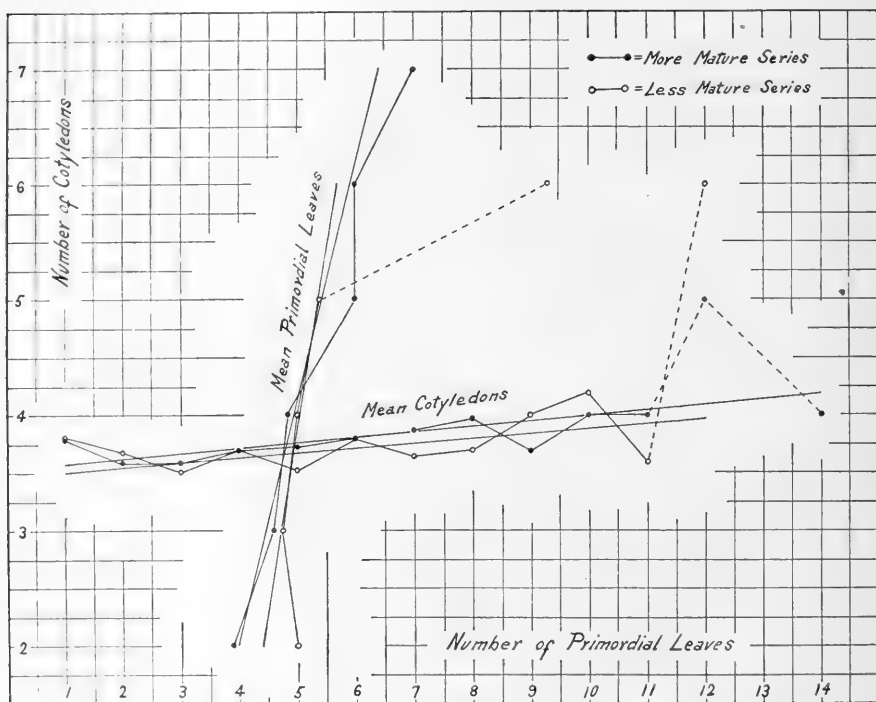 ●—● = More Mature Series
○—○ = Less Mature Series
7
6
5
4
3
2
Number of Cotyledons
Mean Primordial Leaves
Mean Cotyledons
Number of Primordial Leaves
1 2 3 4 5 6 7 8 9 10 11 12 13 14